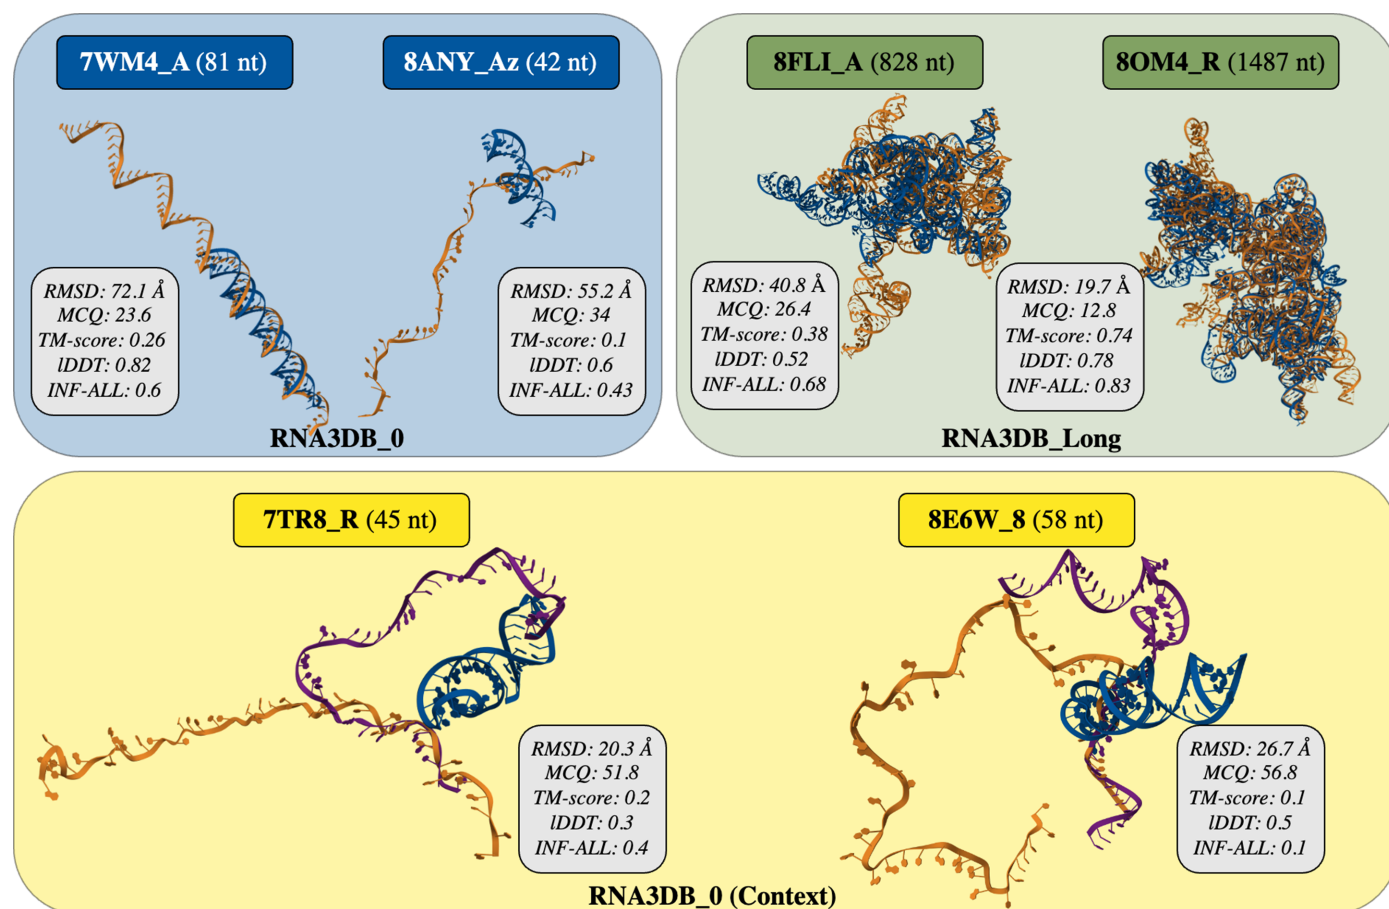 7WM4_A (81 nt)
8ANY_Az (42 nt)
RMSD: 72.1 Å
MCQ: 23.6
TM-score: 0.26
lDDT: 0.82
INF-ALL: 0.6
RMSD: 55.2 Å
MCQ: 34
TM-score: 0.1
lDDT: 0.6
INF-ALL: 0.43
RNA3DB_0
8FLI_A (828 nt)
8OM4_R (1487 nt)
RMSD: 40.8 Å
MCQ: 26.4
TM-score: 0.38
lDDT: 0.52
INF-ALL: 0.68
RMSD: 19.7 Å
MCQ: 12.8
TM-score: 0.74
lDDT: 0.78
INF-ALL: 0.83
RNA3DB_Long
7TR8_R (45 nt)
8E6W_8 (58 nt)
RMSD: 20.3 Å
MCQ: 51.8
TM-score: 0.2
lDDT: 0.3
INF-ALL: 0.4
RMSD: 26.7 Å
MCQ: 56.8
TM-score: 0.1
lDDT: 0.5
INF-ALL: 0.1
RNA3DB_0 (Context)